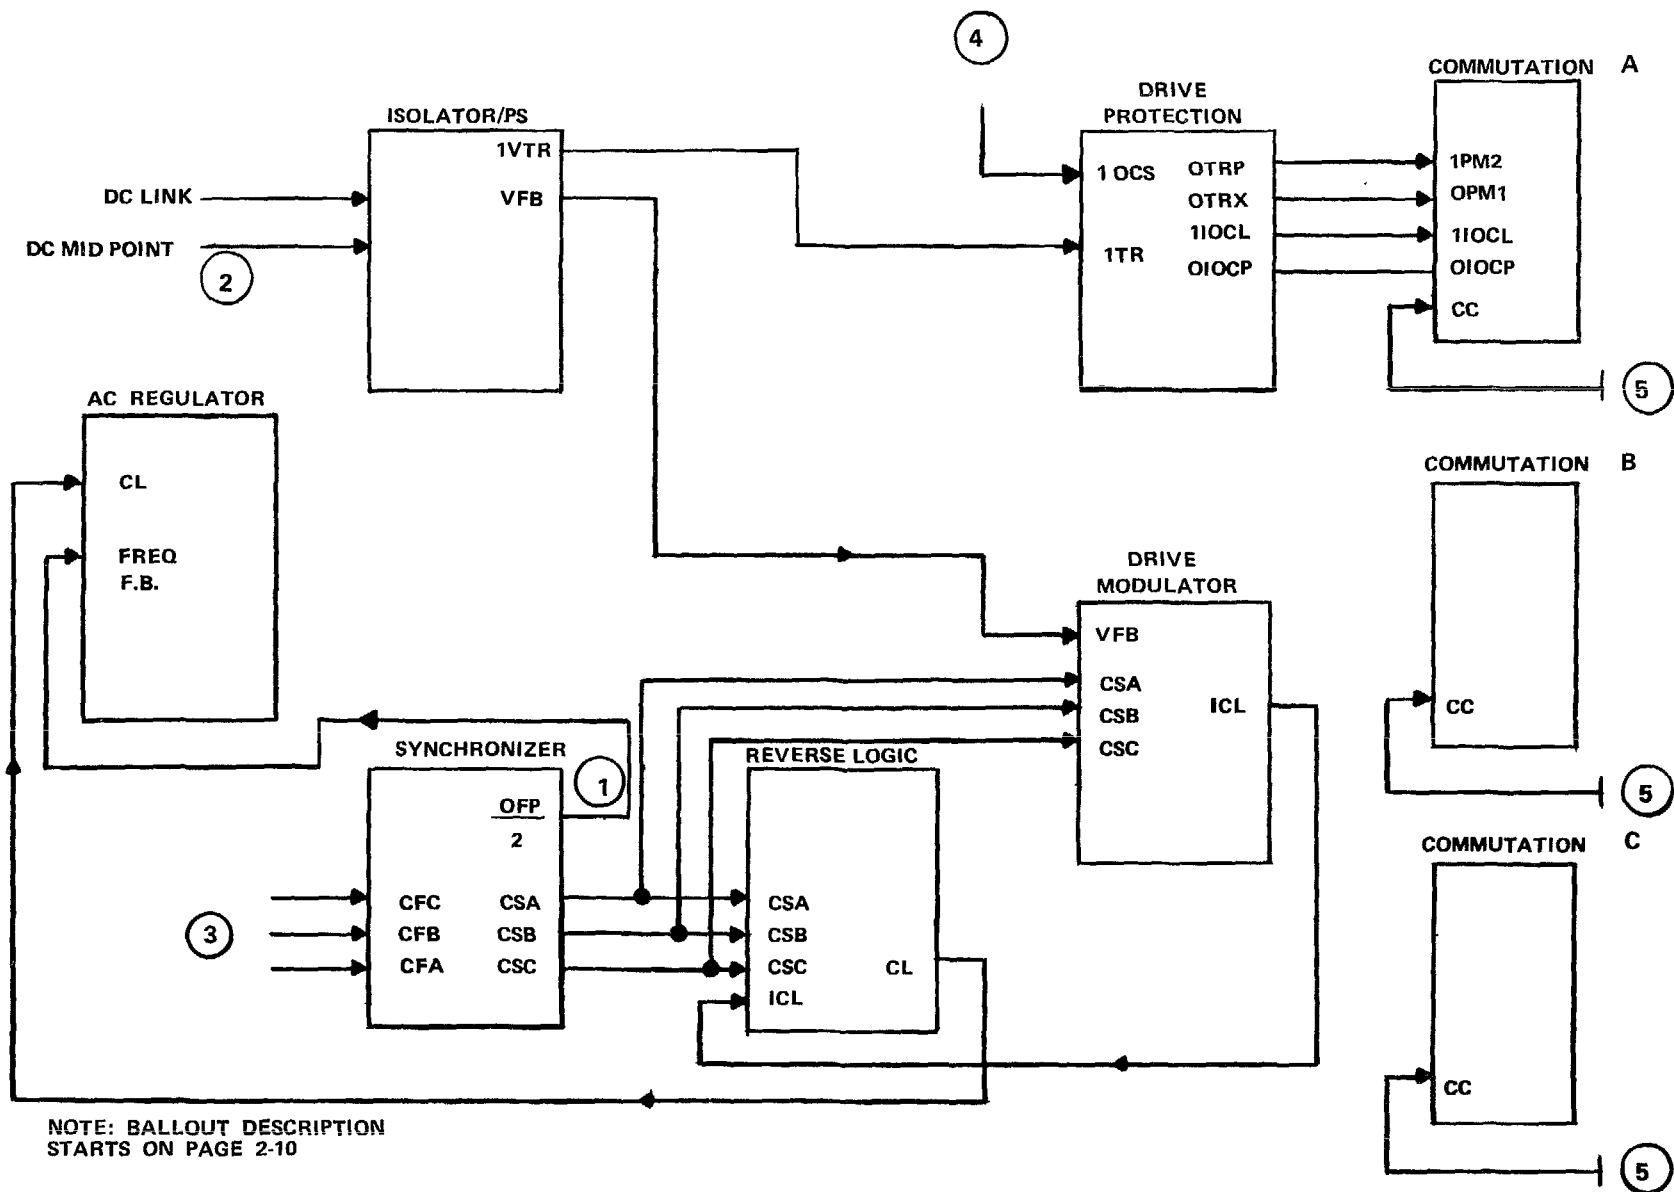 4
COMMUTATION A
DRIVE
PROTECTION
1 OCS
1TR
OTRP
OTRX
1IOCL
OIOCP
1PM2
OPM1
1IOCL
OIOCP
CC
5
ISOLATOR/PS
1VTR
VFB
DC LINK
DC MID POINT
2
AC REGULATOR
CL
FREQ
F.B.
COMMUTATION B
CC
5
DRIVE
MODULATOR
VFB
CSA
CSB
CSC
ICL
SYNCHRONIZER
1
OFP
2
CFC
CFB
CFA
CSA
CSB
CSC
3
REVERSE LOGIC
CSA
CSB
CSC
ICL
CL
COMMUTATION C
CC
5
NOTE: BALLOUT DESCRIPTION
STARTS ON PAGE 2-10